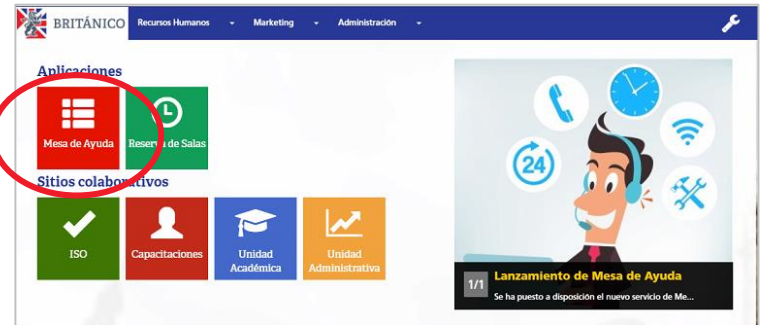 BRITÁNICO
Recursos Humanos
Marketing
Administración
Aplicaciones
Mesa de Ayuda
Reserva de Salas
24
Sitios colaborativos
ISO
Capacitaciones
Unidad
Académica
Unidad
Administrativa
1/1
Lanzamiento de Mesa de Ayuda
Se ha puesto a disposición el nuevo servicio de Me...